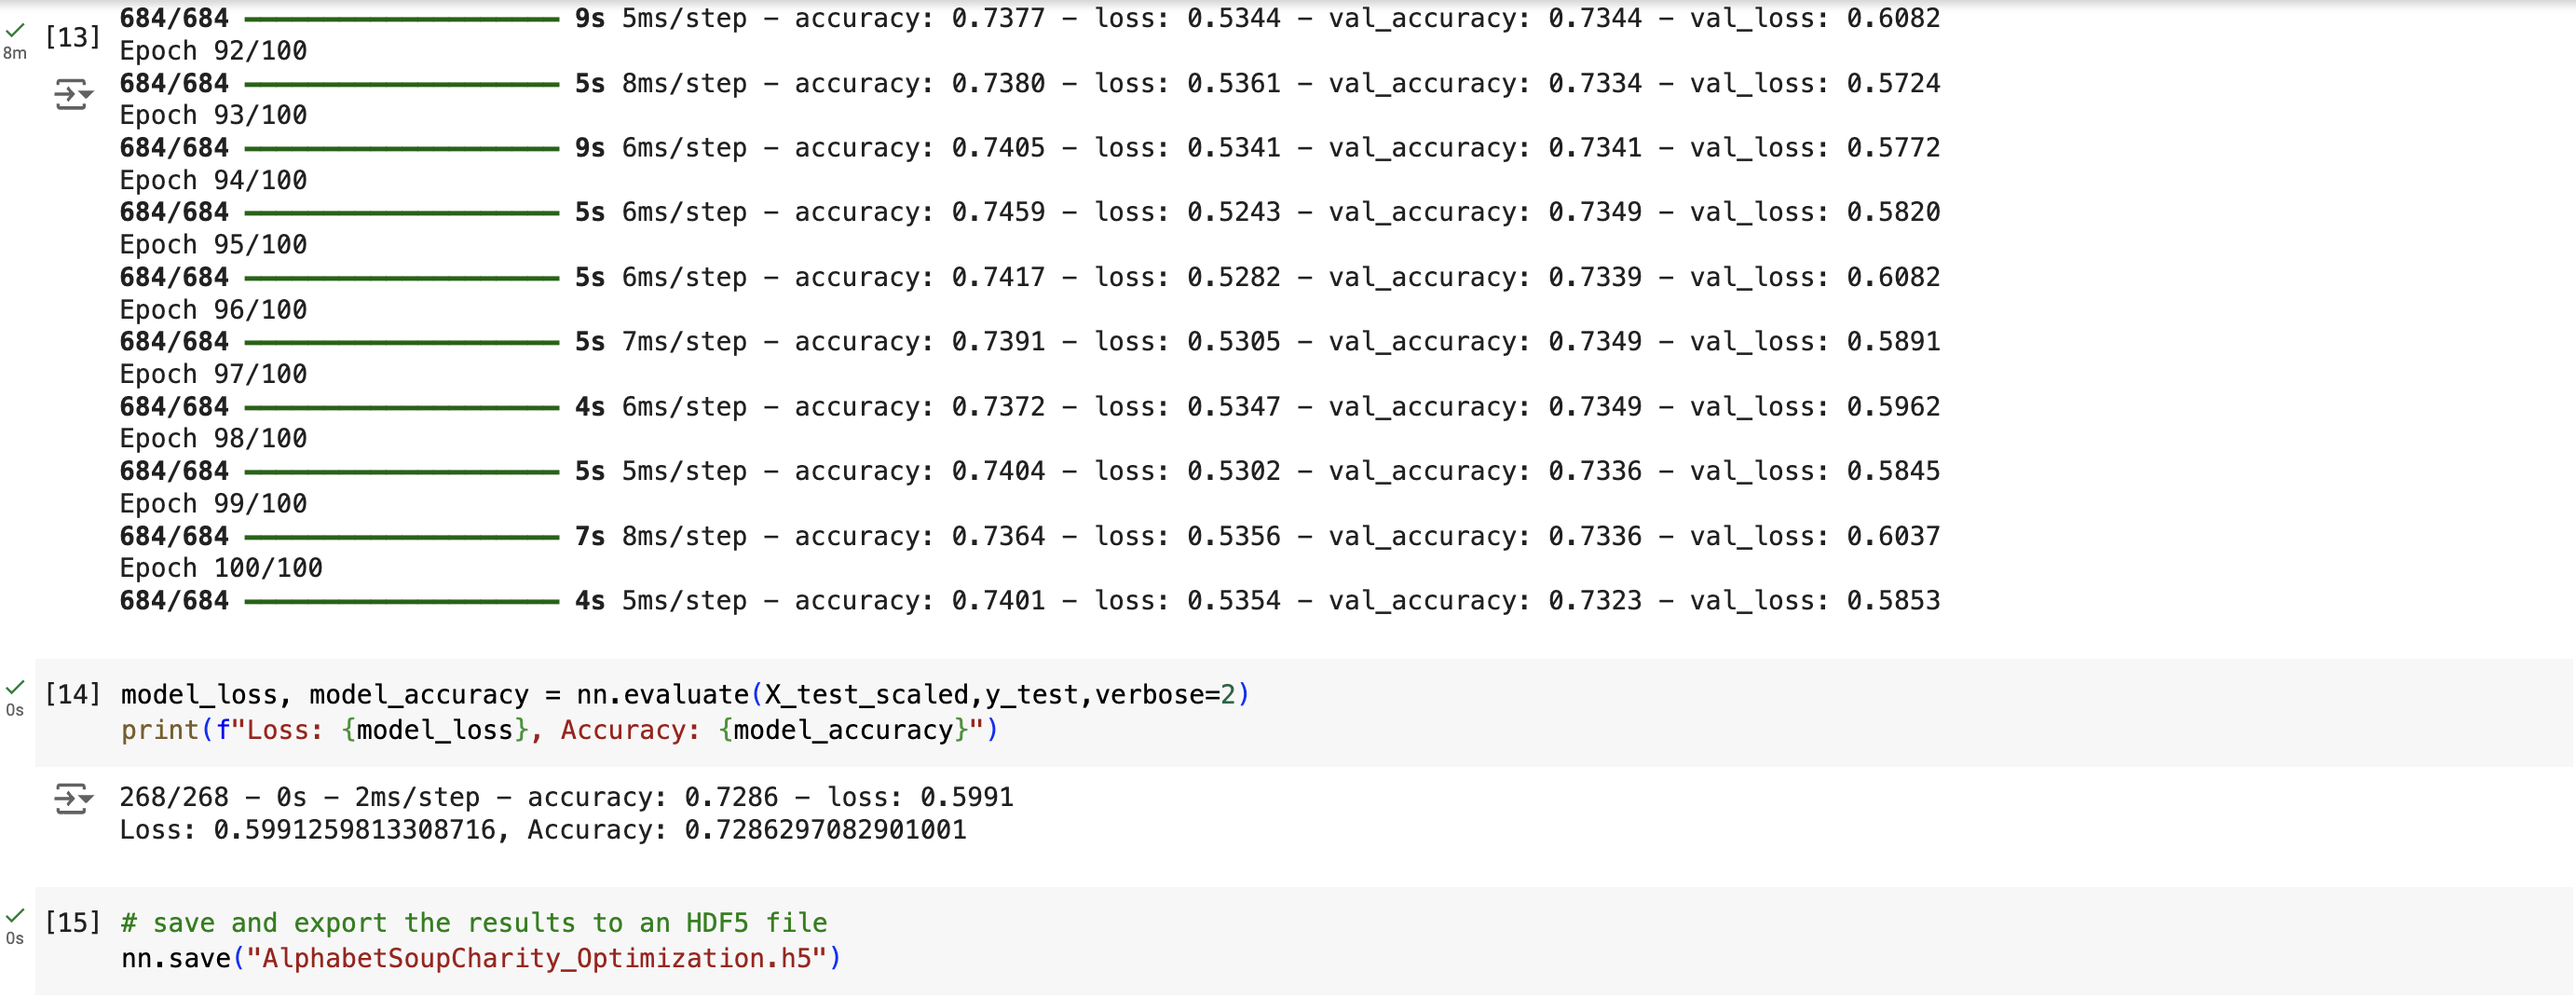 684/684 ━━━━━━━━━━━━━━━━━━━━ 9s 5ms/step - accuracy: 0.7377 - loss: 0.5344 - val_accuracy: 0.7344 - val_loss: 0.6082
[13]
8m
Epoch 92/100
684/684 ━━━━━━━━━━━━━━━━━━━━ 5s 8ms/step - accuracy: 0.7380 - loss: 0.5361 - val_accuracy: 0.7334 - val_loss: 0.5724
Epoch 93/100
684/684 ━━━━━━━━━━━━━━━━━━━━ 9s 6ms/step - accuracy: 0.7405 - loss: 0.5341 - val_accuracy: 0.7341 - val_loss: 0.5772
Epoch 94/100
684/684 ━━━━━━━━━━━━━━━━━━━━ 5s 6ms/step - accuracy: 0.7459 - loss: 0.5243 - val_accuracy: 0.7349 - val_loss: 0.5820
Epoch 95/100
684/684 ━━━━━━━━━━━━━━━━━━━━ 5s 6ms/step - accuracy: 0.7417 - loss: 0.5282 - val_accuracy: 0.7339 - val_loss: 0.6082
Epoch 96/100
684/684 ━━━━━━━━━━━━━━━━━━━━ 5s 7ms/step - accuracy: 0.7391 - loss: 0.5305 - val_accuracy: 0.7349 - val_loss: 0.5891
Epoch 97/100
684/684 ━━━━━━━━━━━━━━━━━━━━ 4s 6ms/step - accuracy: 0.7372 - loss: 0.5347 - val_accuracy: 0.7349 - val_loss: 0.5962
Epoch 98/100
684/684 ━━━━━━━━━━━━━━━━━━━━ 5s 5ms/step - accuracy: 0.7404 - loss: 0.5302 - val_accuracy: 0.7336 - val_loss: 0.5845
Epoch 99/100
684/684 ━━━━━━━━━━━━━━━━━━━━ 7s 8ms/step - accuracy: 0.7364 - loss: 0.5356 - val_accuracy: 0.7336 - val_loss: 0.6037
Epoch 100/100
684/684 ━━━━━━━━━━━━━━━━━━━━ 4s 5ms/step - accuracy: 0.7401 - loss: 0.5354 - val_accuracy: 0.7323 - val_loss: 0.5853
[14] model_loss, model_accuracy = nn.evaluate(X_test_scaled,y_test,verbose=2)
0s
print(f"Loss: {model_loss}, Accuracy: {model_accuracy}")
268/268 - 0s - 2ms/step - accuracy: 0.7286 - loss: 0.5991
Loss: 0.5991259813308716, Accuracy: 0.7286297082901001
[15] # save and export the results to an HDF5 file
0s
nn.save("AlphabetSoupCharity_Optimization.h5")